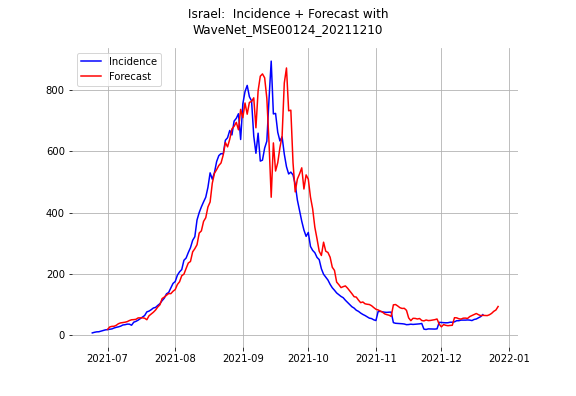 Israel:  Incidence + Forecast with
WaveNet_MSE00124_20211210
Incidence
Forecast
800
600
400
200
0
2021-07 2021-08 2021-09 2021-10 2021-11 2021-12 2022-01